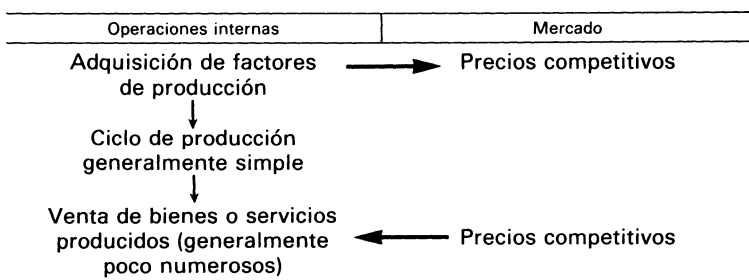 Operaciones internas Mercado
Adquisición de factores Precios competitivos
de producción
Ciclo de producción
generalmente simple
Venta de bienes o servicios
producidos (generalmente Precios competitivos
poco numerosos)